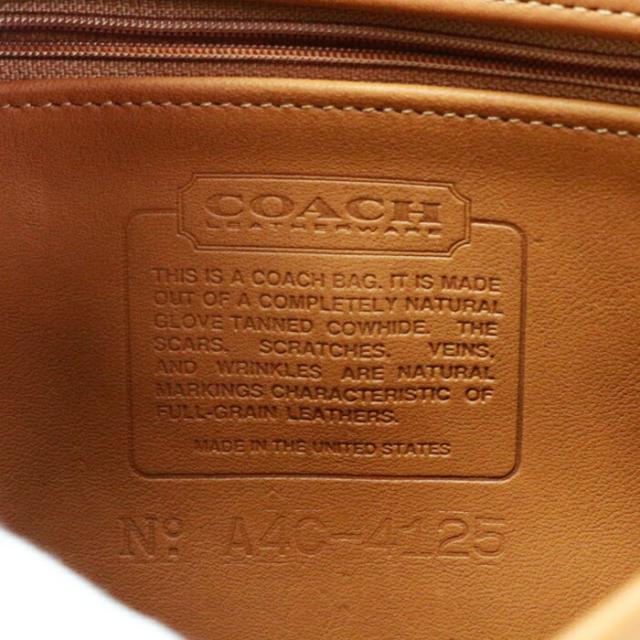 COACH
LEATHERWARE
THIS IS A COACH BAG. IT IS MADE
OUT OF A COMPLETELY NATURAL
GLOVE TANNED COWHIDE. THE
SCARS, SCRATCHES, VEINS,
AND WRINKLES ARE NATURAL
MARKINGS CHARACTERISTIC OF
FULL-GRAIN LEATHERS.
MADE IN THE UNITED STATES
Nº A4C-4125